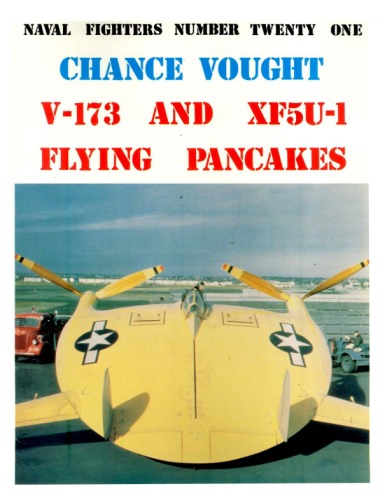 NAVAL FIGHTERS NUMBER TWENTY ONE
CHANCE VOUGHT
V-173 AND XF5U-1
FLYING PANCAKES